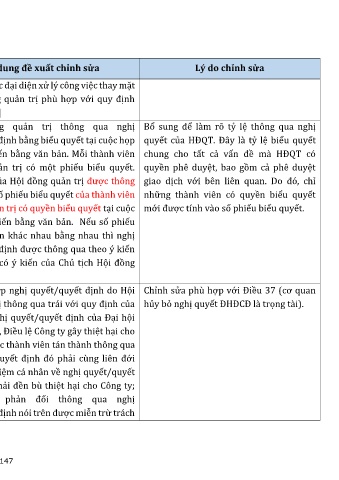 dung đề xuất chỉnh sửa
Lý do chỉnh sửa
c đại diện xử lý công việc thay mặt
g quản trị phù hợp với quy định
g quản trị thông qua nghị
định bằng biểu quyết tại cuộc họp
ến bằng văn bản. Mỗi thành viên
ản trị có một phiếu biểu quyết.
ủa Hội đồng quản trị được thông
ố phiếu biểu quyết của thành viên
n trị có quyền biểu quyết tại cuộc
iến bằng văn bản. Nếu số phiếu
n khác nhau bằng nhau thì nghị
định được thông qua theo ý kiến
có ý kiến của Chủ tịch Hội đồng
Bổ sung để làm rõ tỷ lệ thông qua nghị
quyết của HĐQT. Đây là tỷ lệ biểu quyết
chung cho tất cả vấn đề mà HĐQT có
quyền phê duyệt, bao gồm cả phê duyệt
giao dịch với bên liên quan. Do đó, chỉ
những thành viên có quyền biểu quyết
mới được tính vào số phiếu biểu quyết.
p nghị quyết/quyết định do Hội
ị thông qua trái với quy định của
hị quyết/quyết định của Đại hội
, Điều lệ Công ty gây thiệt hại cho
c thành viên tán thành thông qua
uyết định đó phải cùng liên đới
iệm cá nhân về nghị quyết/quyết
hải đền bù thiệt hại cho Công ty;
phản đối thông qua nghị
định nói trên được miễn trừ trách
Chỉnh sửa phù hợp với Điều 37 (cơ quan
hủy bỏ nghị quyết ĐHĐCĐ là trọng tài).
147